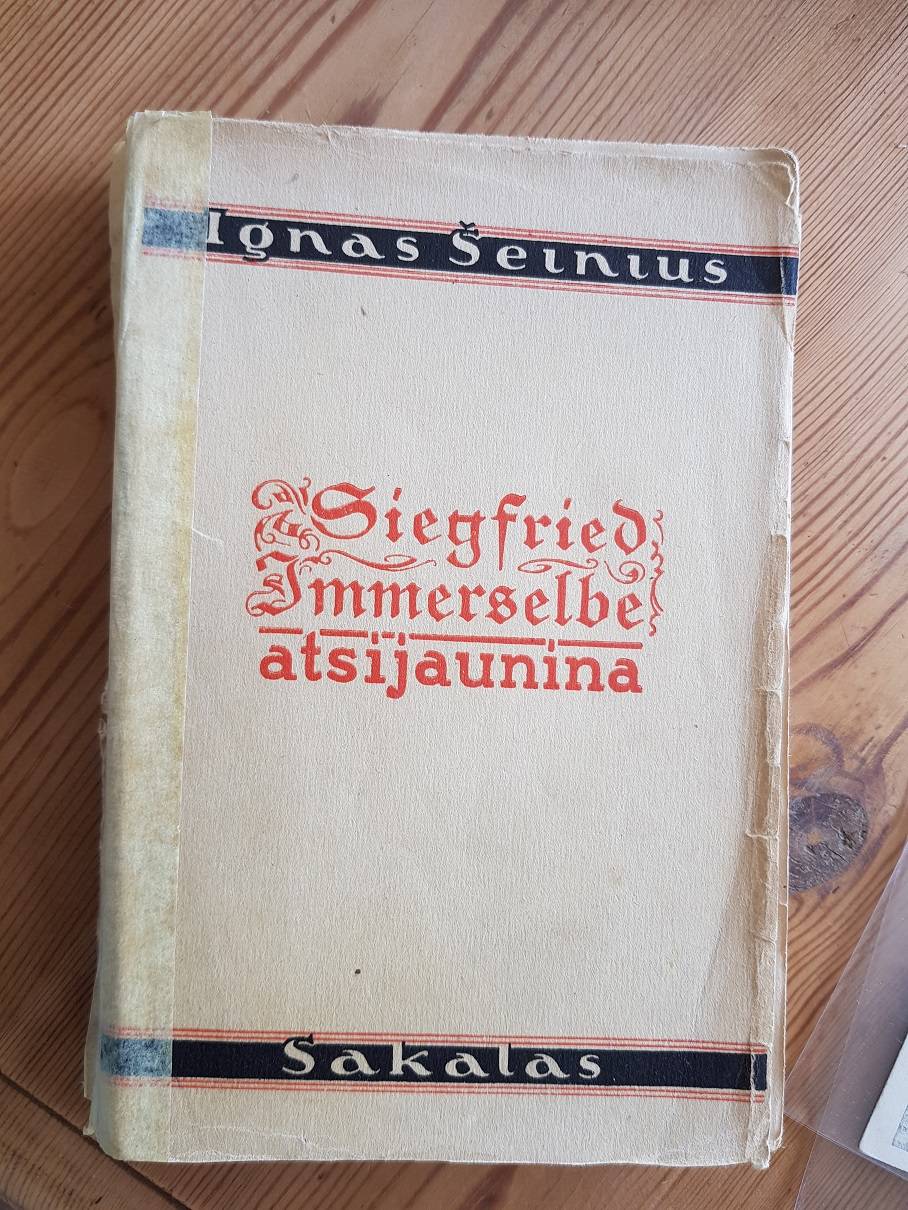 Ignas Šeinius
Siegfried
Immerselbe
atsijaunina
Sakalas